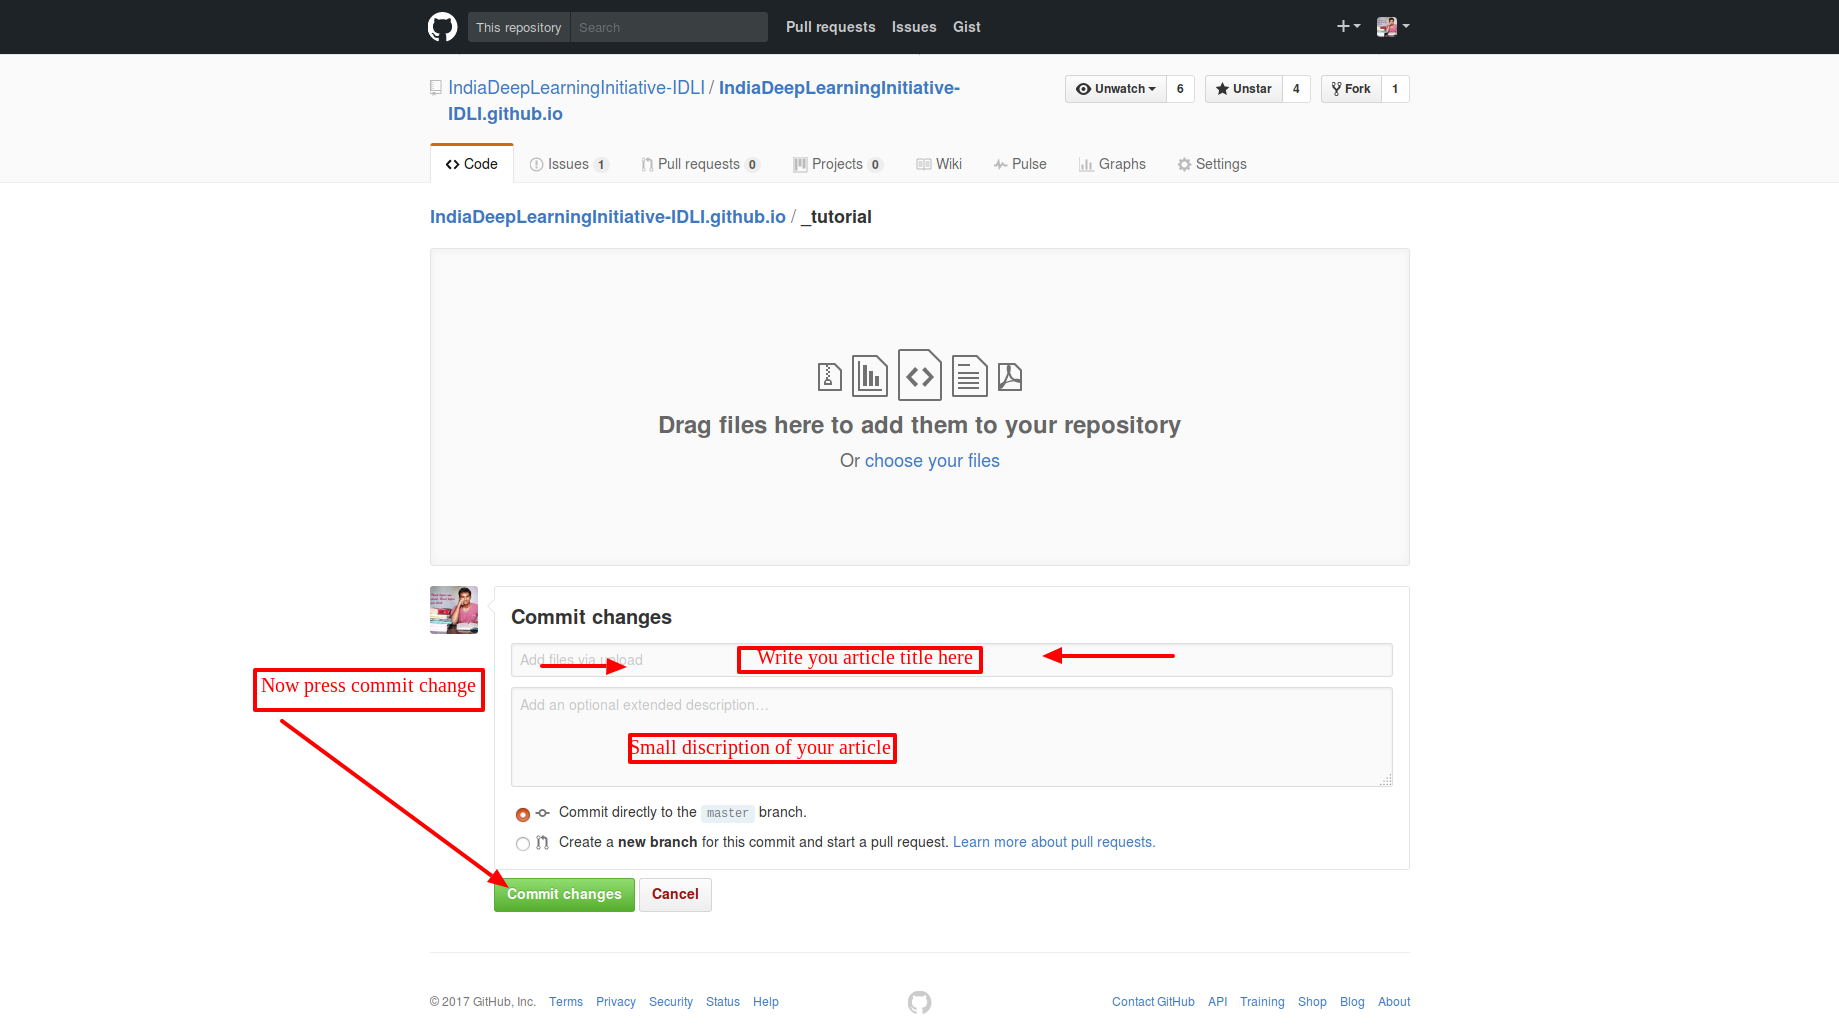 This repository Search Pull requests Issues Gist
IndiaDeepLearningInitiative-IDLI / IndiaDeepLearningInitiative-
IDLI.github.io
Unwatch 6 Unstar 4 Fork 1
Code Issues 1 Pull requests 0 Projects 0 Wiki Pulse Graphs Settings
IndiaDeepLearningInitiative-IDLI.github.io / _tutorial
Drag files here to add them to your repository
Or choose your files
Commit changes
Add files via upload
Write you article title here
Now press commit change
Add an optional extended description…
Small discription of your article
Commit directly to the master branch.
Create a new branch for this commit and start a pull request. Learn more about pull requests.
Commit changes Cancel
© 2017 GitHub, Inc. Terms Privacy Security Status Help Contact GitHub API Training Shop Blog About